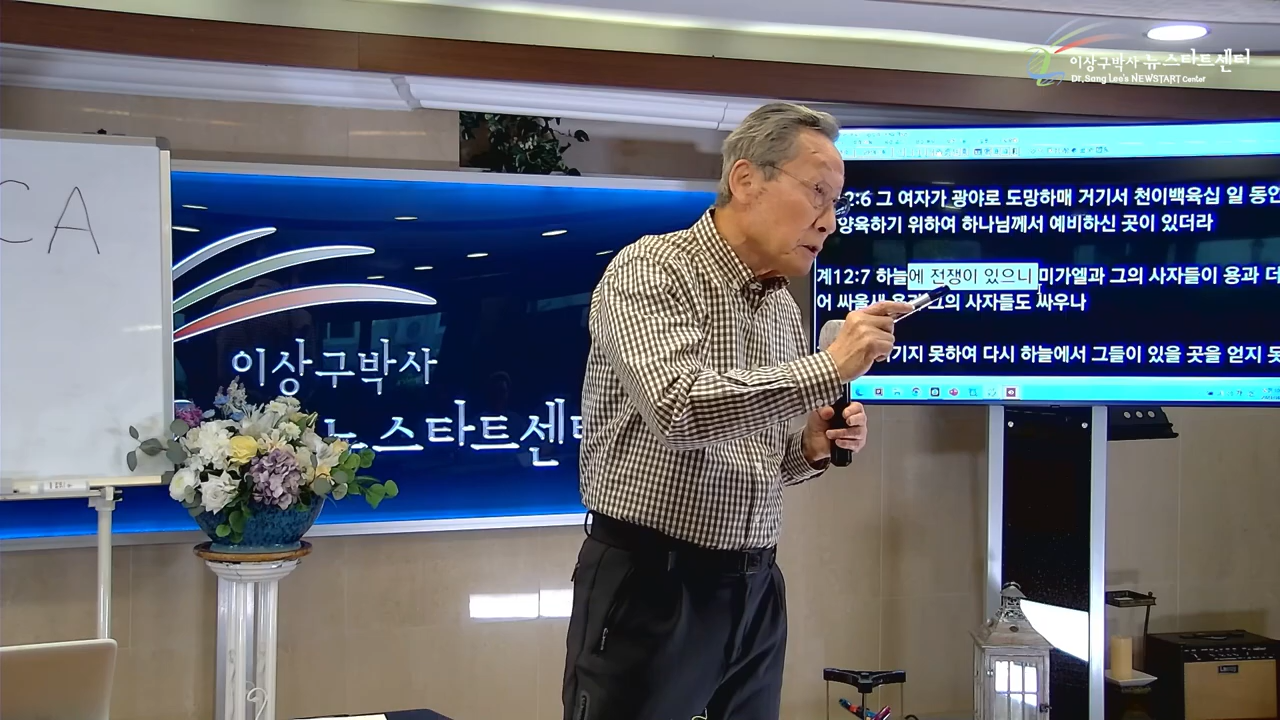 이상구박사 뉴스타트센터
Dr. Sang Lee's NEWSTART Center
CA
이상구박사
뉴스타트센
2:6 그 여자가 광야로 도망하매 거기서 천이백육십 일 동안
양육하기 위하여 하나님께서 예비하신 곳이 있더라
계12:7 하늘에 전쟁이 있으니 미가엘과 그의 사자들이 용과 더
어 싸울새 용과 그의 사자들도 싸우나
기지 못하여 다시 하늘에서 그들이 있을 곳을 얻지 못